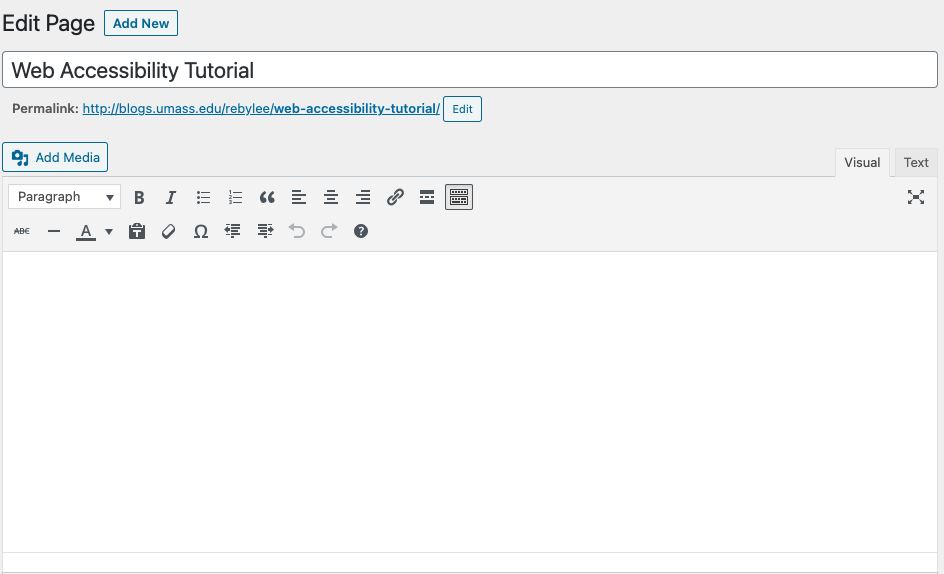 Edit Page Add New
Web Accessibility Tutorial
Permalink: http://blogs.umass.edu/rebylee/web-accessibility-tutorial/ Edit
Add Media Visual Text
Paragraph B I
ABC A Ω ?